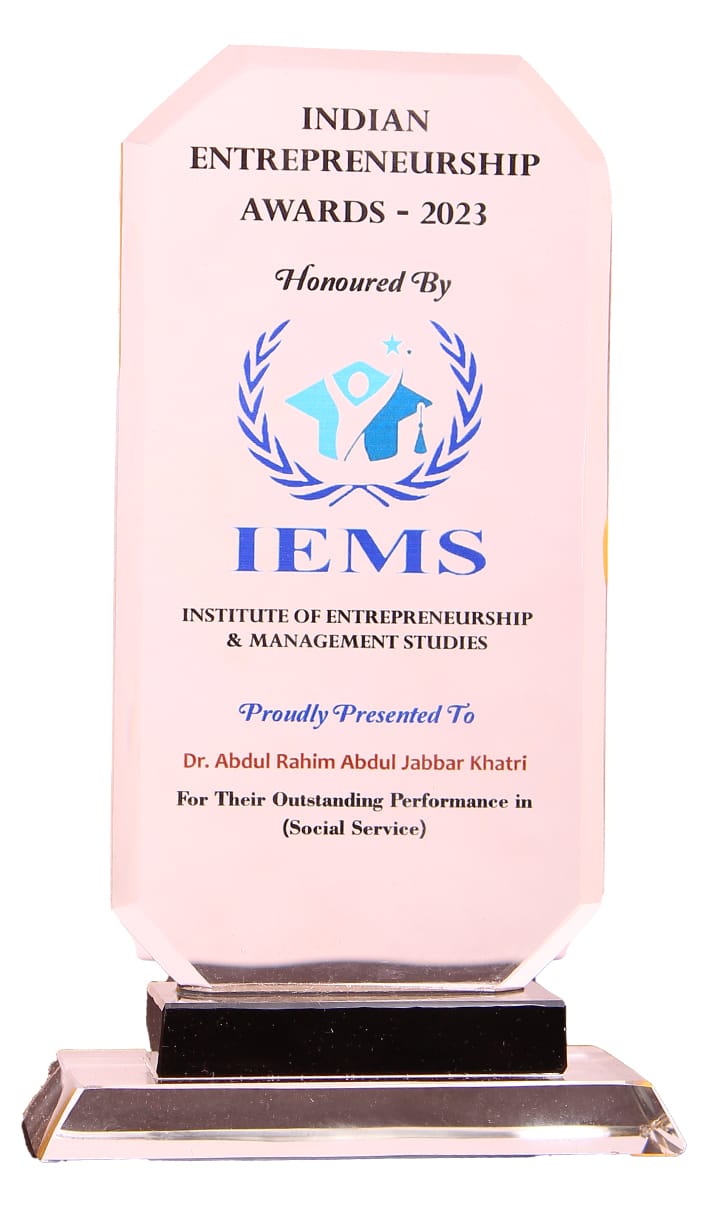 INDIAN
ENTREPRENEURSHIP
AWARDS - 2023
Honoured By
IEMS
INSTITUTE OF ENTREPRENEURSHIP
& MANAGEMENT STUDIES
Proudly Presented To
Dr. Abdul Rahim Abdul Jabbar Khatri
For Their Outstanding Performance in
(Social Service)